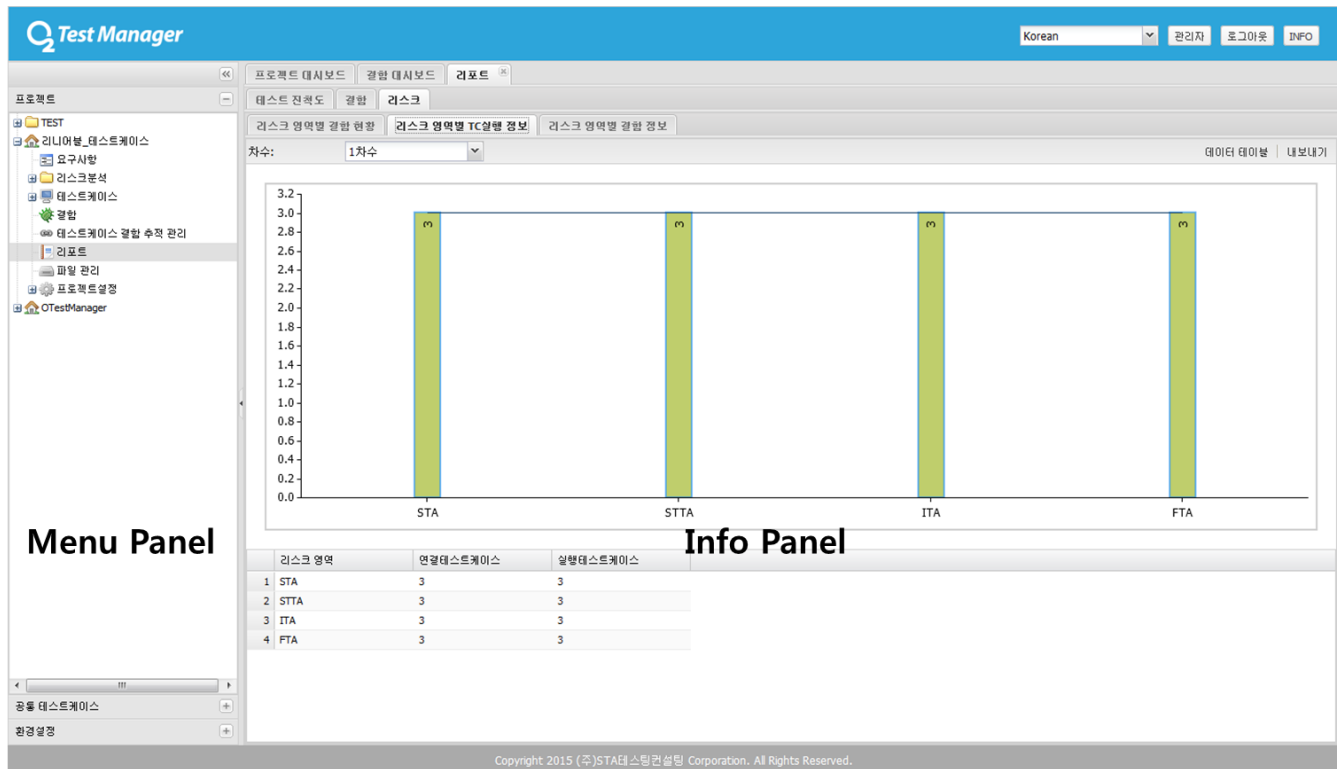 O2 Test Manager
Korean 관리자 로그아웃 INFO
프로젝트 대시보드 결함 대시보드 리포트
프로젝트
테스트 진척도 결함 리스크
TEST
리스크 영역별 결함 현황 리스크 영역별 TC실행 정보 리스크 영역별 결함 정보
리니어블_테스트케이스
차수: 1차수 데이터 테이블 내보내기
요구사항
리스크분석
테스트케이스
결함
테스트케이스 결함 추적 관리
리포트
파일 관리
프로젝트설정
OTestManager
3.2
3.0
2.8
2.6
2.4
2.2
2.0
1.8
1.6
1.4
1.2
1.0
0.8
0.6
0.4
0.2
0.0
3 3 3 3
STA STTA ITA FTA
Menu Panel
Info Panel
리스크 영역 연결테스트케이스 실행테스트케이스
1 STA 3 3
2 STTA 3 3
3 ITA 3 3
4 FTA 3 3
공통 테스트케이스
환경설정
Copyright 2015 (주)STA테스팅컨설팅 Corporation. All Rights Reserved.